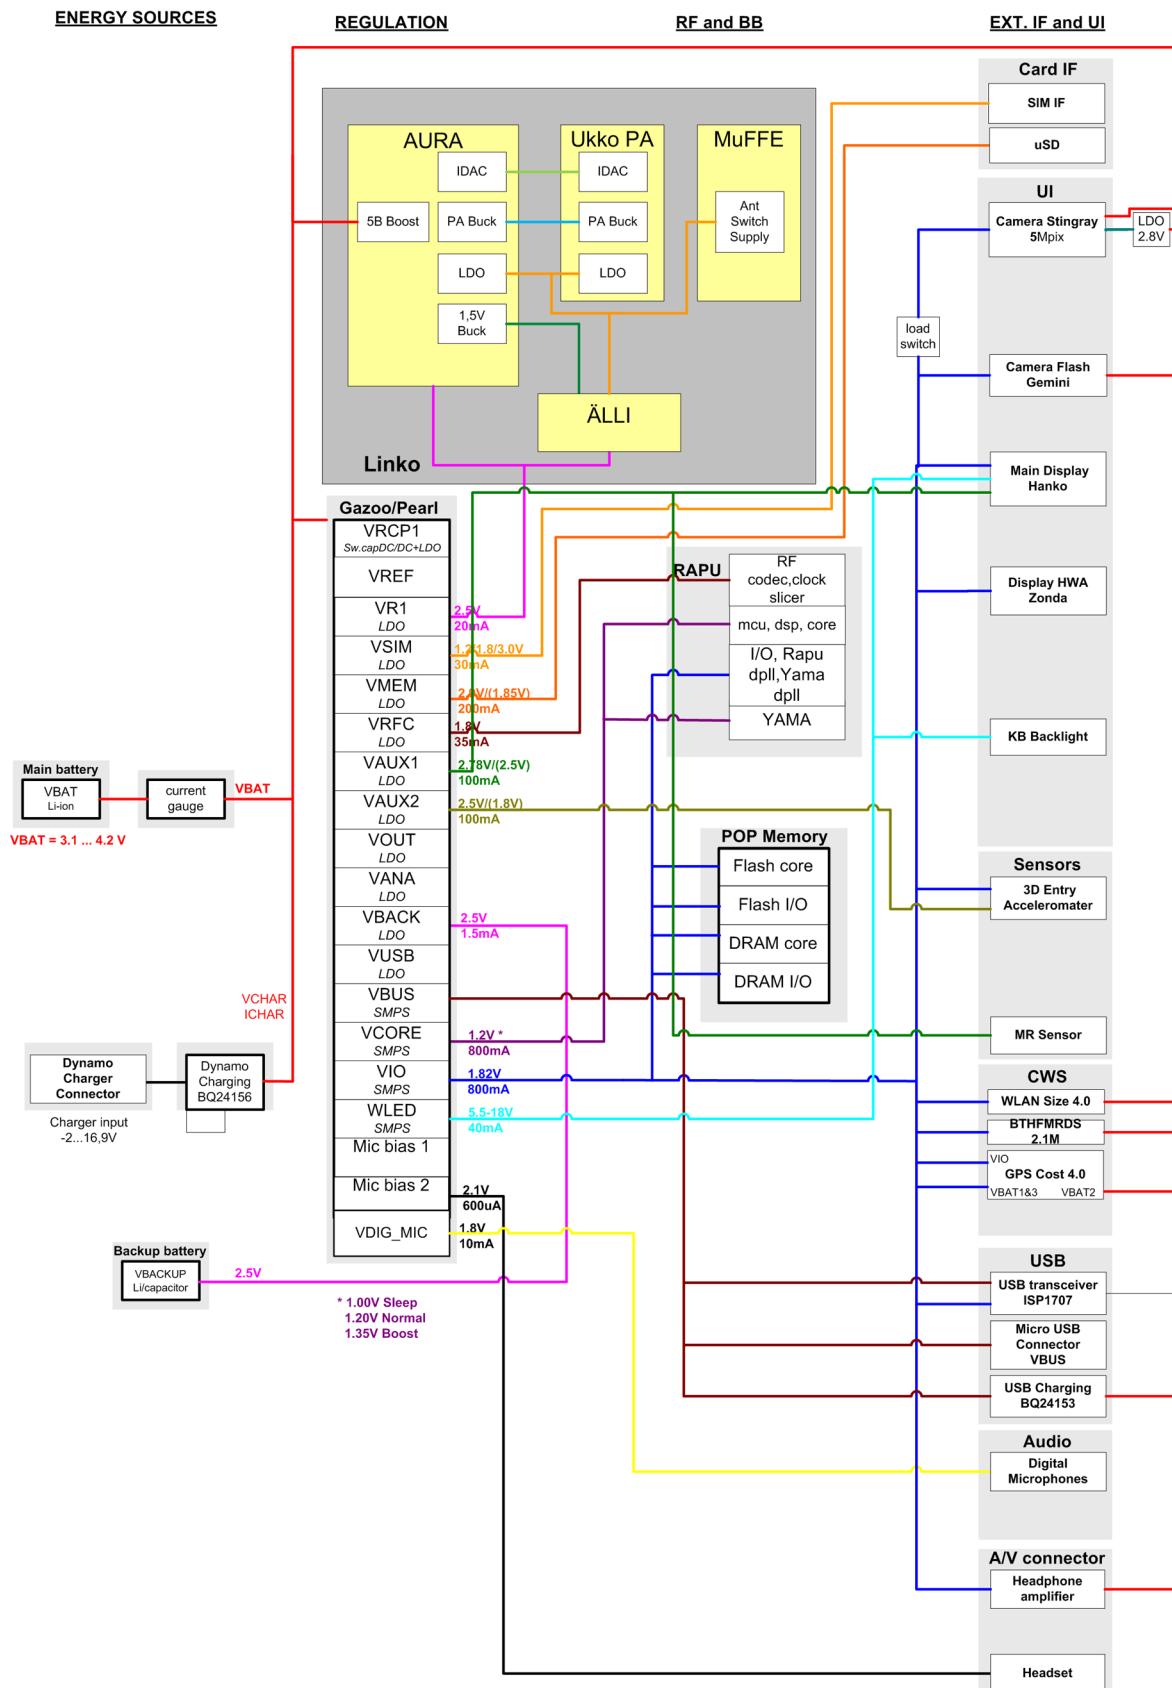 ENERGY SOURCES
REGULATION
RF and BB
EXT. IF and UI
Card IF
SIM IF
uSD
AURA
IDAC
5B Boost
PA Buck
LDO
1,5V
Buck
Ukko PA
IDAC
PA Buck
LDO
MuFFE
Ant
Switch
Supply
ÄLLI
Linko
UI
Camera Stingray
5Mpix
LDO
2.8V
load
switch
Camera Flash
Gemini
Main Display
Hanko
Display HWA
Zonda
KB Backlight
Gazoo/Pearl
VRCP1
Sw.capDC/DC+LDO
VREF
VR1
LDO
2.5V
20mA
VSIM
LDO
1.2/1.8/3.0V
30mA
VMEM
LDO
2.9V/(1.85V)
200mA
VRFC
LDO
1.8V
35mA
VAUX1
LDO
2.78V/(2.5V)
100mA
VAUX2
LDO
2.5V/(1.8V)
100mA
VOUT
LDO
VANA
LDO
VBACK
LDO
2.5V
1.5mA
VUSB
LDO
VBUS
SMPS
VCORE
SMPS
1.2V *
800mA
VIO
SMPS
1.82V
800mA
WLED
SMPS
5.5-18V
40mA
Mic bias 1
Mic bias 2
2.1V
600uA
VDIG_MIC
1.8V
10mA
* 1.00V Sleep
1.20V Normal
1.35V Boost
RAPU
RF
codec,clock
slicer
mcu, dsp, core
I/O, Rapu
dpll,Yama
dpll
YAMA
POP Memory
Flash core
Flash I/O
DRAM core
DRAM I/O
Main battery
VBAT
Li-ion
current
gauge
VBAT
VBAT = 3.1 ... 4.2 V
VCHAR
ICHAR
Dynamo
Charger
Connector
Dynamo
Charging
BQ24156
Charger input
-2...16,9V
Backup battery
VBACKUP
Li/capacitor
2.5V
Sensors
3D Entry
Acceleromater
MR Sensor
CWS
WLAN Size 4.0
BTHFMRDS
2.1M
VIO
GPS Cost 4.0
VBAT1&3 VBAT2
USB
USB transceiver
ISP1707
Micro USB
Connector
VBUS
USB Charging
BQ24153
Audio
Digital
Microphones
A/V connector
Headphone
amplifier
Headset